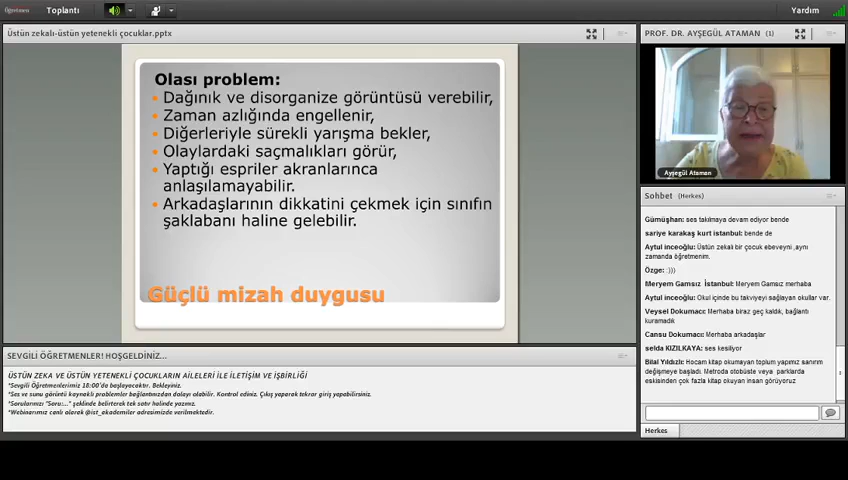 Öğretmen Toplantı Yardım
Üstün zekalı-üstün yetenekli çocuklar.pptx
Olası problem:
Dağınık ve disorganize görüntüsü verebilir,
Zaman azlığında engellenir,
Diğerleriyle sürekli yarışma bekler,
Olaylardaki saçmalıkları görür,
Yaptığı espriler akranlarınca
anlaşılamayabilir.
Arkadaşlarının dikkatini çekmek için sınıfın
şaklabanı haline gelebilir.
Güçlü mizah duygusu
SEVGİLİ ÖĞRETMENLER! HOŞGELDİNİZ...
ÜSTÜN ZEKA VE ÜSTÜN YETENEKLİ ÇOCUKLARIN AİLELERİ İLE İLETİŞİM VE İŞBİRLİĞİ
*Sevgili Öğretmenlerimiz 18:00'da başlayacaktır. Bekleyiniz.
*Ses ve sunu görüntü kaynaklı problemler bağlantınızdan dolayı olabilir. Kontrol ediniz. Çıkış yaparak tekrar giriş yapabilirsiniz.
*Sorularınızı "Soru:..." şeklinde belirterek tek satır halinde yazınız.
*Webinarımız canlı olarak @ist_akademiler adresimizde verilmektedir.
PROF. DR. AYŞEGÜL ATAMAN (1)
Ayşegül Ataman
Sohbet (Herkes)
Gümüşhan: ses takılmaya devam ediyor bende
sariye karakaş kurt istanbul: bende de
Aytul inceoğlu: Üstün zekalı bir çocuk ebeveyni ,aynı
zamanda öğretmenim.
Özge: :)))
Meryem Gamsız İstanbul: Meryem Gamsız merhaba
Aytul inceoğlu: Okul içinde bu takviyeyi sağlayan okullar var.
Veysel Dokumacı: Merhaba biraz geç kaldık, bağlantı
kuramadık
Cansu Dokumacı: Merhaba arkadaşlar
selda KIZILKAYA: ses kesiliyor
Bilal Yıldızlı: Hocam kitap okumayan toplum yapımız sanırım
değişmeye başladı. Metroda otobüste ve parklarda
eskisinden çok fazla kitap okuyan insan görüyoruz
Herkes